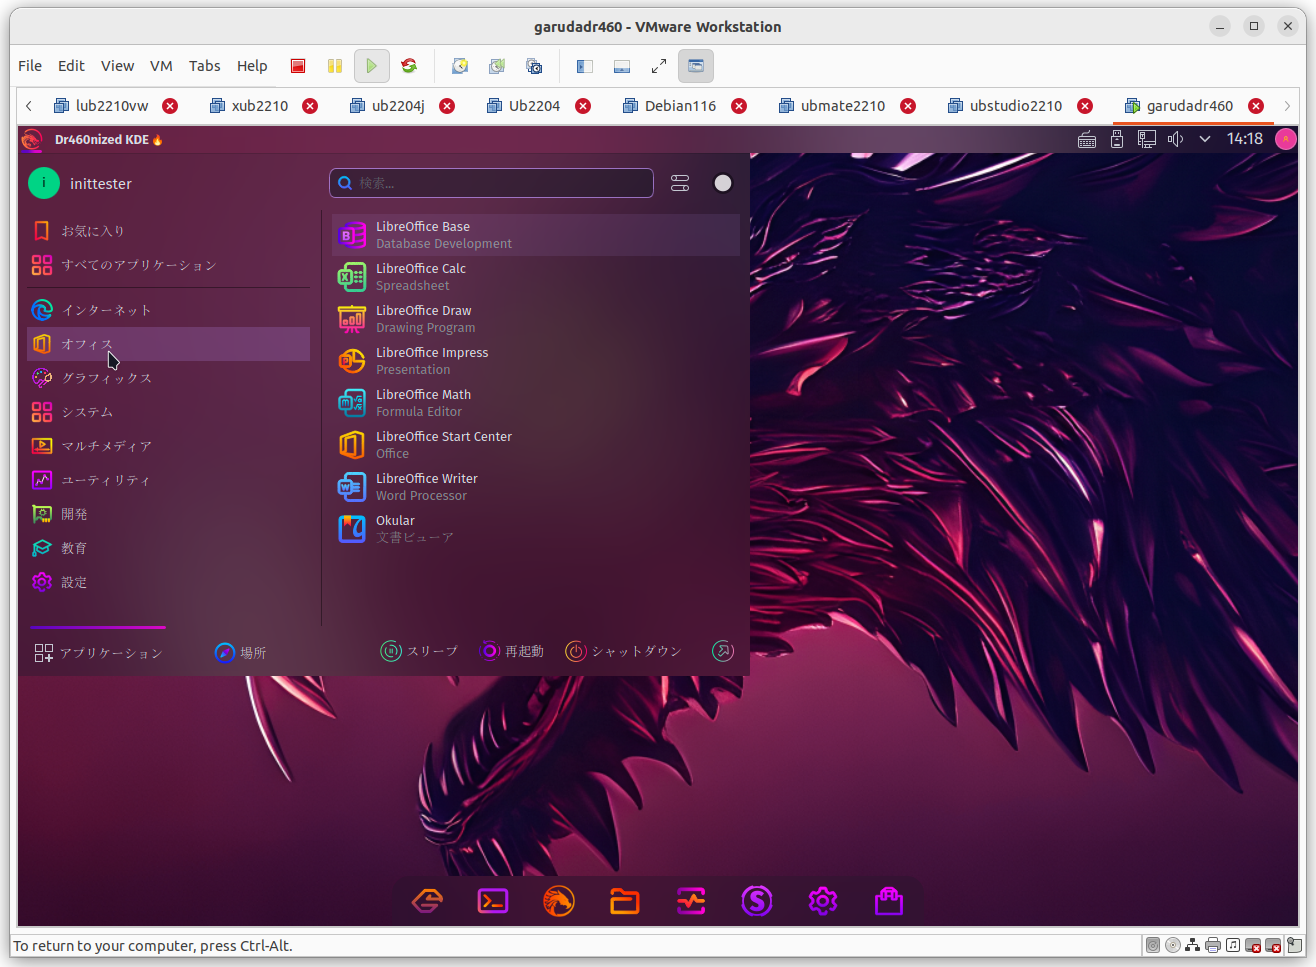 garudadr460 - VMware Workstation
File Edit View VM Tabs Help
lub2210vw xub2210 ub2204j Ub2204 Debian116 ubmate2210 ubstudio2210 garudadr460
Dr460nized KDE🔥 14:18
i inittester 検索...
お気に入り
すべてのアプリケーション
インターネット
オフィス
グラフィックス
システム
マルチメディア
ユーティリティ
開発
教育
設定
LibreOffice Base
Database Development
LibreOffice Calc
Spreadsheet
LibreOffice Draw
Drawing Program
LibreOffice Impress
Presentation
LibreOffice Math
Formula Editor
LibreOffice Start Center
Office
LibreOffice Writer
Word Processor
Okular
文書ビューア
アプリケーション 場所 スリープ 再起動 シャットダウン
To return to your computer, press Ctrl-Alt.